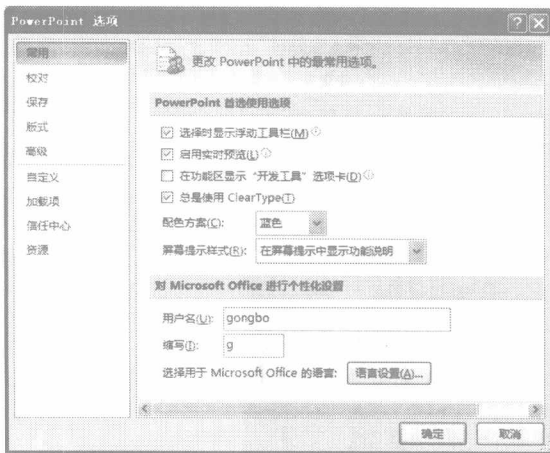 PowerPoint 选项
常用
校对
保存
版式
高级
自定义
加载项
信任中心
资源
更改 PowerPoint 中的最常用选项。
PowerPoint 首选使用选项
选择时显示浮动工具栏(M)
启用实时预览(L)
在功能区显示“开发工具”选项卡(D)
总是使用 ClearType(T)
配色方案(C): 蓝色
屏幕提示样式(R): 在屏幕提示中显示功能说明
对 Microsoft Office 进行个性化设置
用户名(U): gongbo
缩写(I): g
选择用于 Microsoft Office 的语言: 语言设置(A)...
确定 取消